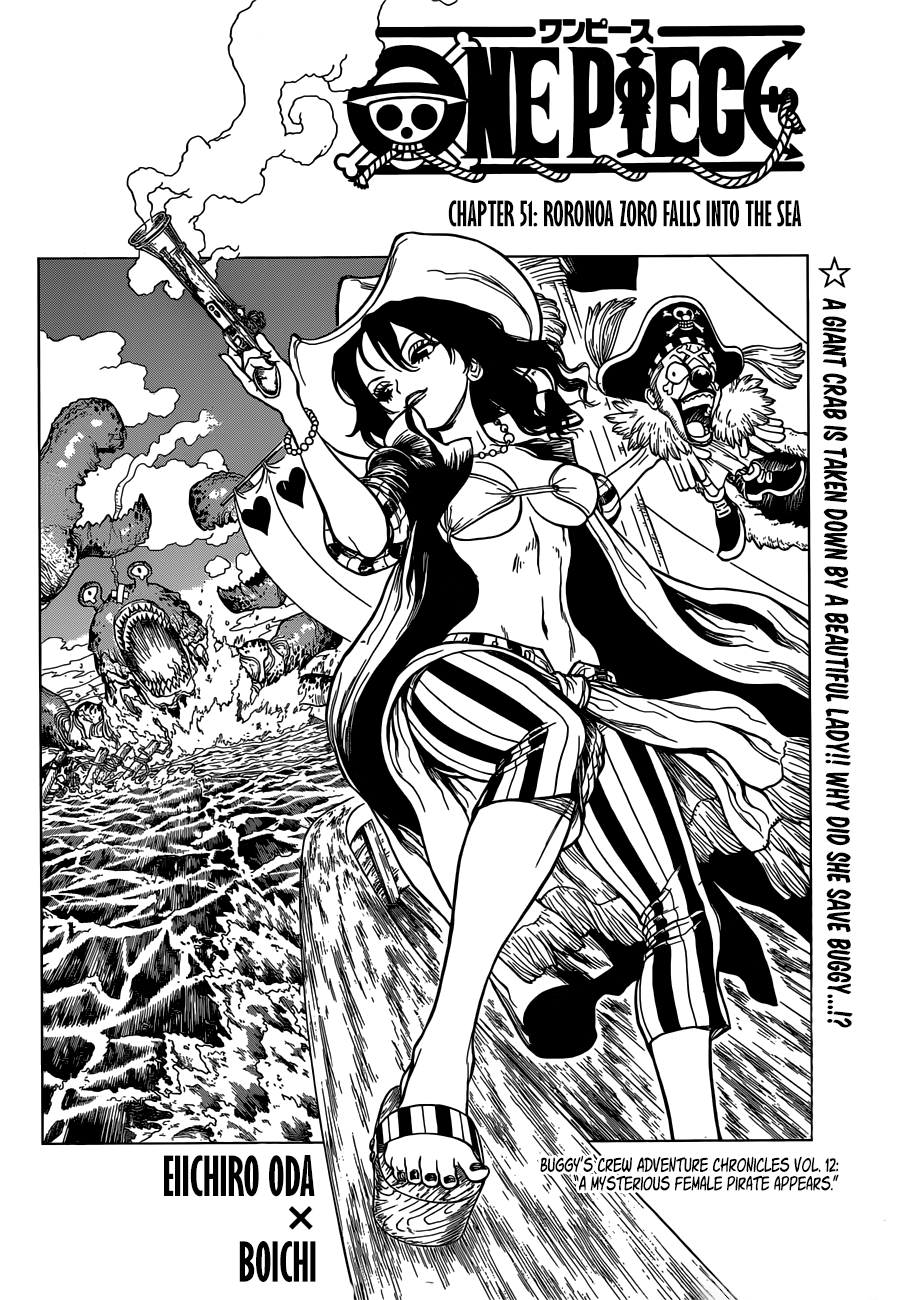 ワンピース
ONE PIECE
CHAPTER 51: RORONOA ZORO FALLS INTO THE SEA
☆ A GIANT CRAB IS TAKEN DOWN BY A BEAUTIFUL LADY!! WHY DID SHE SAVE BUGGY...!?
EIICHIRO ODA
×
BOICHI
BUGGY'S CREW ADVENTURE CHRONICLES VOL. 12:
"A MYSTERIOUS FEMALE PIRATE APPEARS."